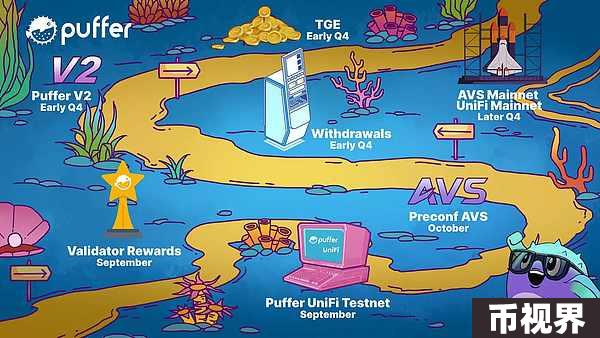 puffer
TGE
Early Q4
V2
Puffer V2
Early Q4
AVS Mainnet
UniFi Mainnet
Later Q4
Withdrawals
Early Q4
AVS
Preconf AVS
October
Validator Rewards
September
puffer
UniFi
Puffer UniFi Testnet
September
币视界